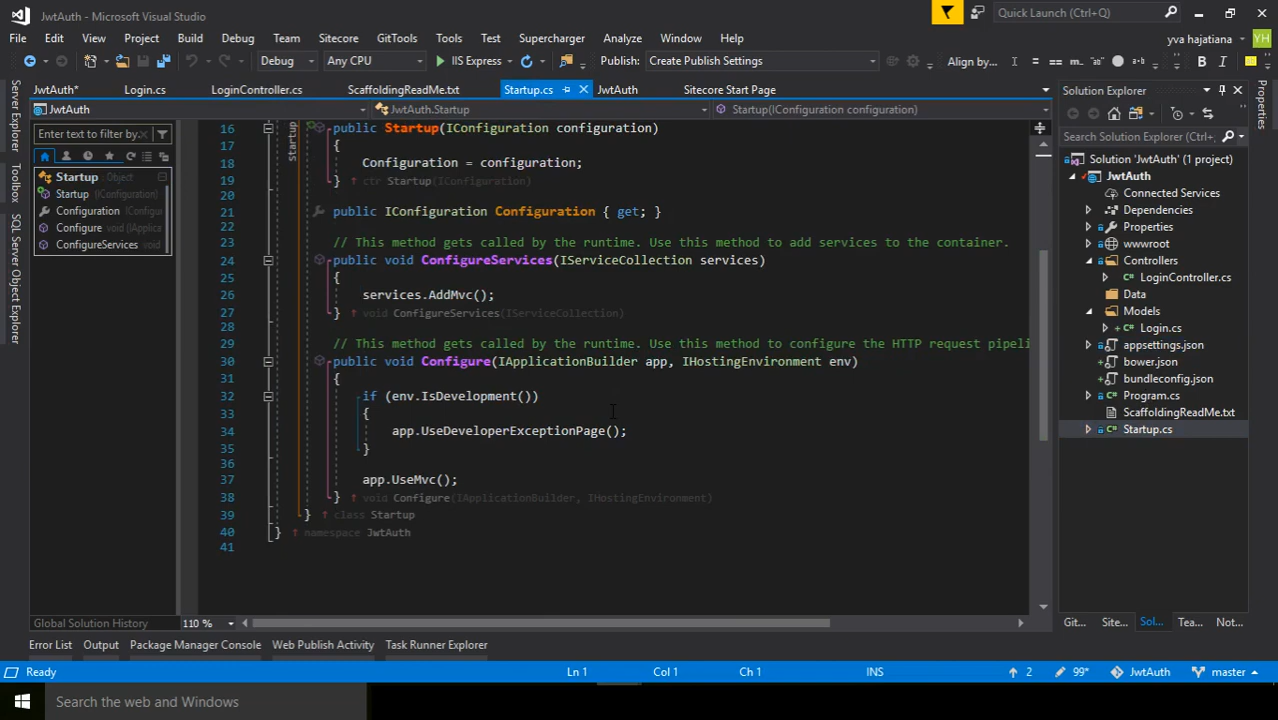 JwtAuth - Microsoft Visual Studio
Quick Launch (Ctrl+Q)
File Edit View Project Build Debug Team Sitecore GitTools Tools Test Supercharger Analyze Window Help
yva hajatiana YH
Debug Any CPU IIS Express Publish: Create Publish Settings Align by... = == =m B I
JwtAuth* Login.cs LoginController.cs ScaffoldingReadMe.txt Startup.cs JwtAuth Sitecore Start Page
Solution Explorer
JwtAuth JwtAuth.Startup Startup(IConfiguration configuration)
Server Explorer
Toolbox
SQL Server Object Explorer
Enter text to filter by
Startup Object
Startup (IConfiguration)
Configuration IConfigur
Configure void (IApplica
ConfigureServices void
Global Solution History
startup
16 public Startup(IConfiguration configuration)
17 {
18 Configuration = configuration;
19 } ctr Startup(IConfiguration)
20
21 public IConfiguration Configuration { get; }
22
23 // This method gets called by the runtime. Use this method to add services to the container.
24 public void ConfigureServices(IServiceCollection services)
25 {
26 services.AddMvc();
27 } void ConfigureServices(IServiceCollection)
28
29 // This method gets called by the runtime. Use this method to configure the HTTP request pipeli
30 public void Configure(IApplicationBuilder app, IHostingEnvironment env)
31 {
32 if (env.IsDevelopment())
33 {
34 app.UseDeveloperExceptionPage();
35 }
36
37 app.UseMvc();
38 } void Configure(IApplicationBuilder, IHostingEnvironment)
39 } class Startup
40 } namespace JwtAuth
41
110 %
Search Solution Explorer (Ctrl+
Solution 'JwtAuth' (1 project)
JwtAuth
Connected Services
Dependencies
Properties
wwwroot
Controllers
LoginController.cs
Data
Models
Login.cs
appsettings.json
bower.json
bundleconfig.json
Program.cs
ScaffoldingReadMe.txt
Startup.cs
Git... Site... Sol... Tea... Not...
Properties
Error List Output Package Manager Console Web Publish Activity Task Runner Explorer
Ready Ln 1 Col 1 Ch 1 INS 2 99* JwtAuth master
Search the web and Windows